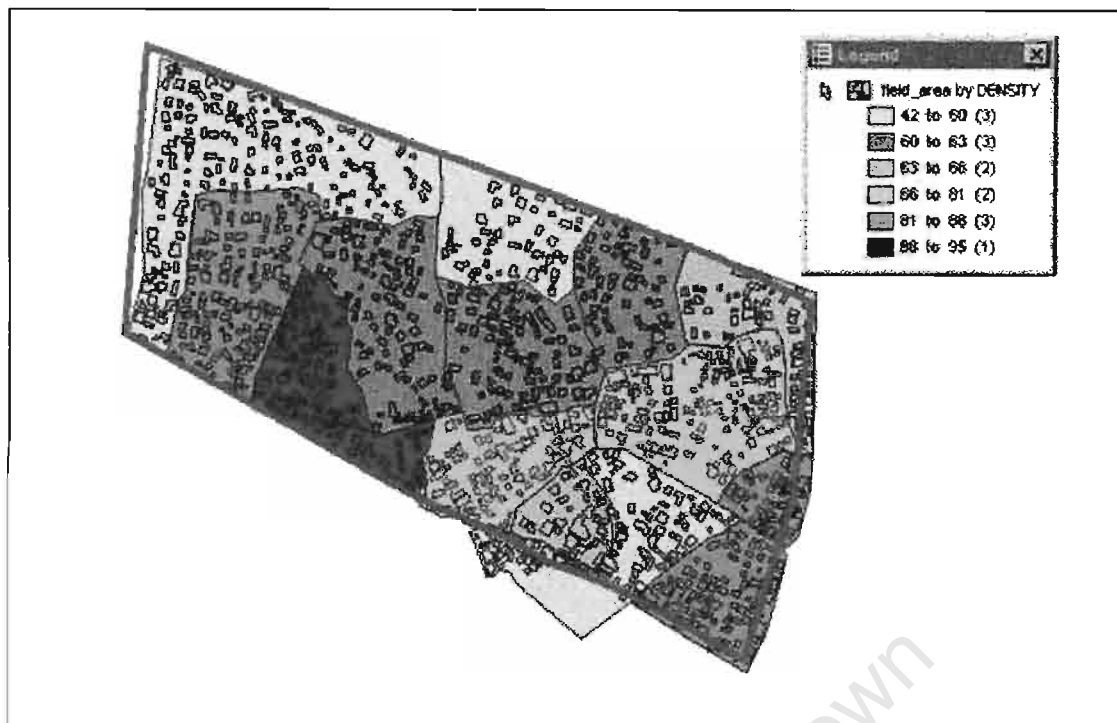 Legend
field_area by DENSITY
42 to 60 (3)
60 to 63 (3)
63 to 66 (2)
66 to 81 (2)
81 to 88 (3)
88 to 95 (1)
own